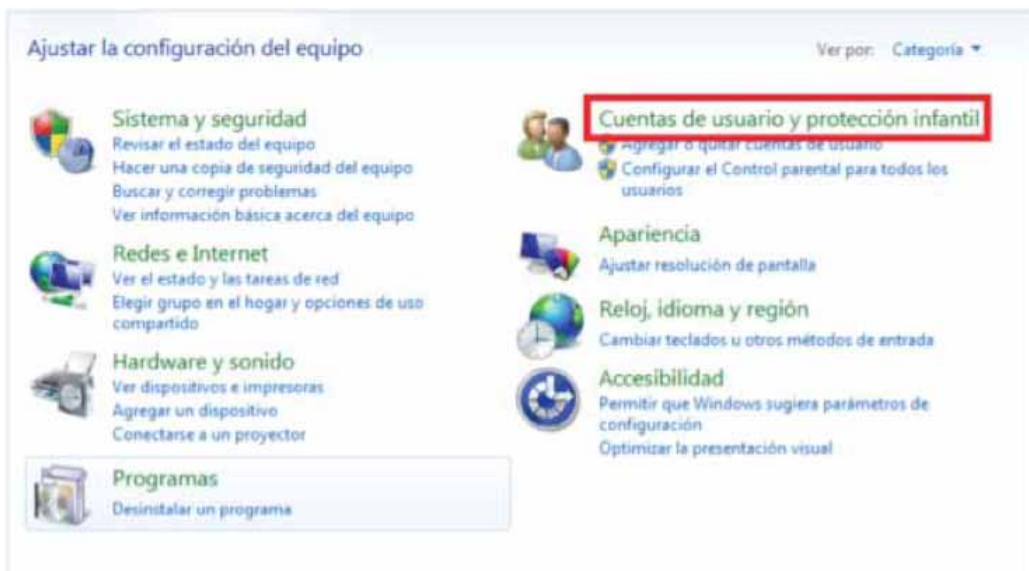 Ajustar la configuración del equipo
Ver por: Categoría
Sistema y seguridad
Revisar el estado del equipo
Hacer una copia de seguridad del equipo
Buscar y corregir problemas
Ver información básica acerca del equipo
Redes e Internet
Ver el estado y las tareas de red
Elegir grupo en el hogar y opciones de uso
compartido
Hardware y sonido
Ver dispositivos e impresoras
Agregar un dispositivo
Conectarse a un proyector
Programas
Desinstalar un programa
Cuentas de usuario y protección infantil
Agregar o quitar cuentas de usuario
Configurar el Control parental para todos los
usuarios
Apariencia
Ajustar resolución de pantalla
Reloj, idioma y región
Cambiar teclados u otros métodos de entrada
Accesibilidad
Permitir que Windows sugiera parámetros de
configuración
Optimizar la presentación visual